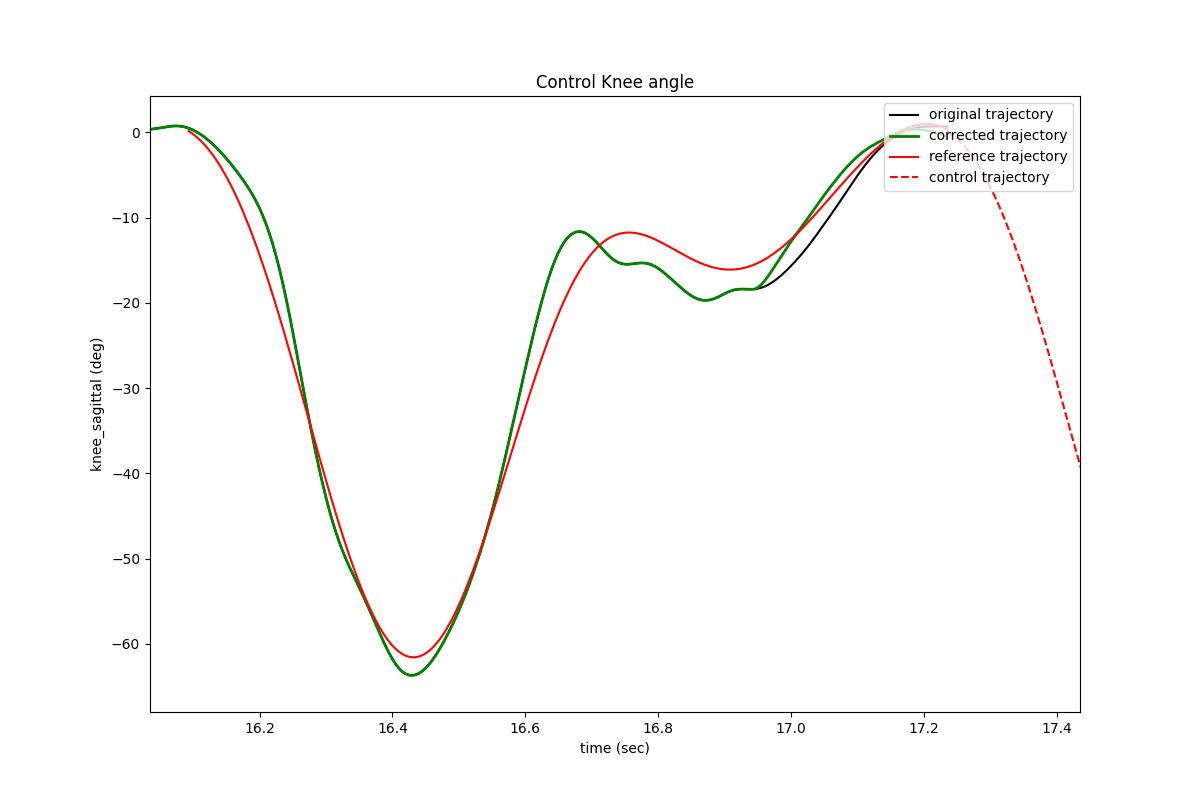 Control Knee angle
original trajectory
corrected trajectory
reference trajectory
control trajectory
0
−10
−20
−30
−40
−50
−60
knee_sagittal (deg)
16.2 16.4 16.6 16.8 17.0 17.2 17.4
time (sec)